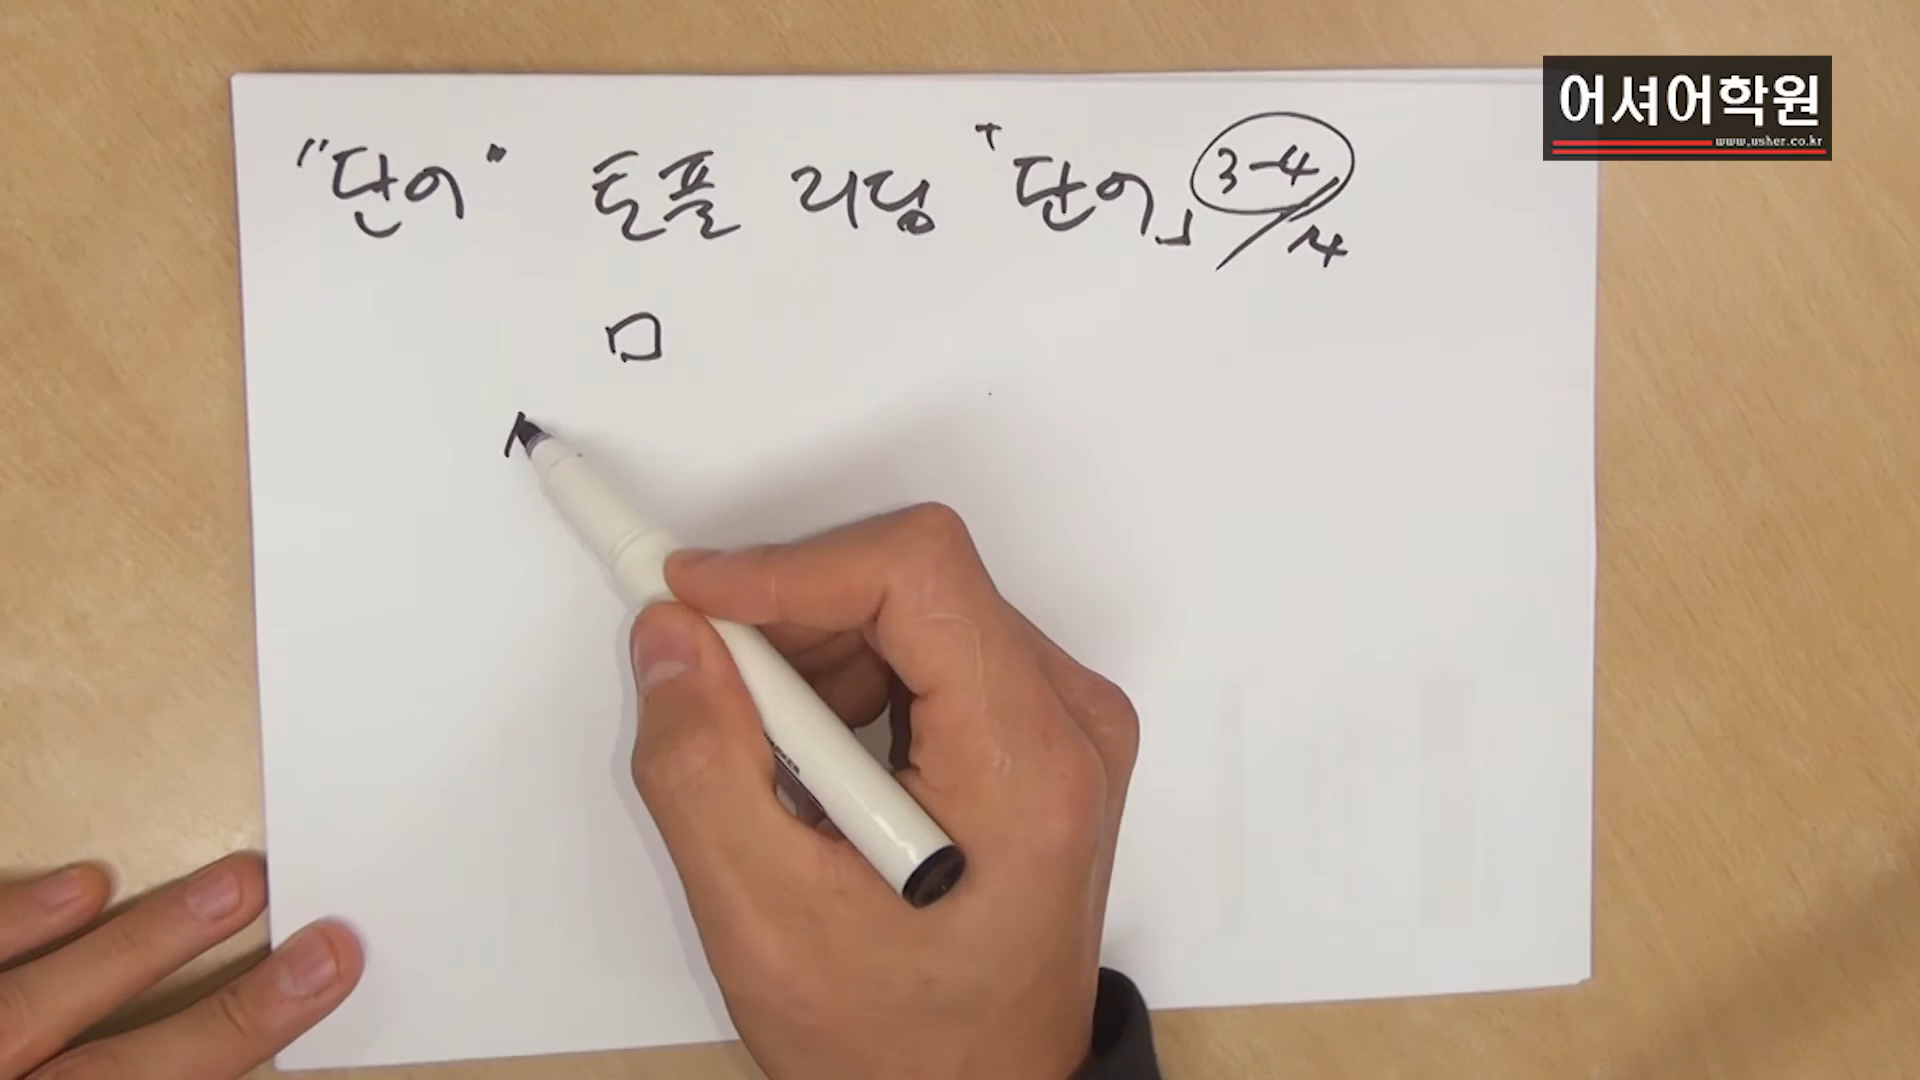 "단어" 토플 리딩 「단어」 3-4/14
ㅁ
어셔어학원
www.usher.co.kr